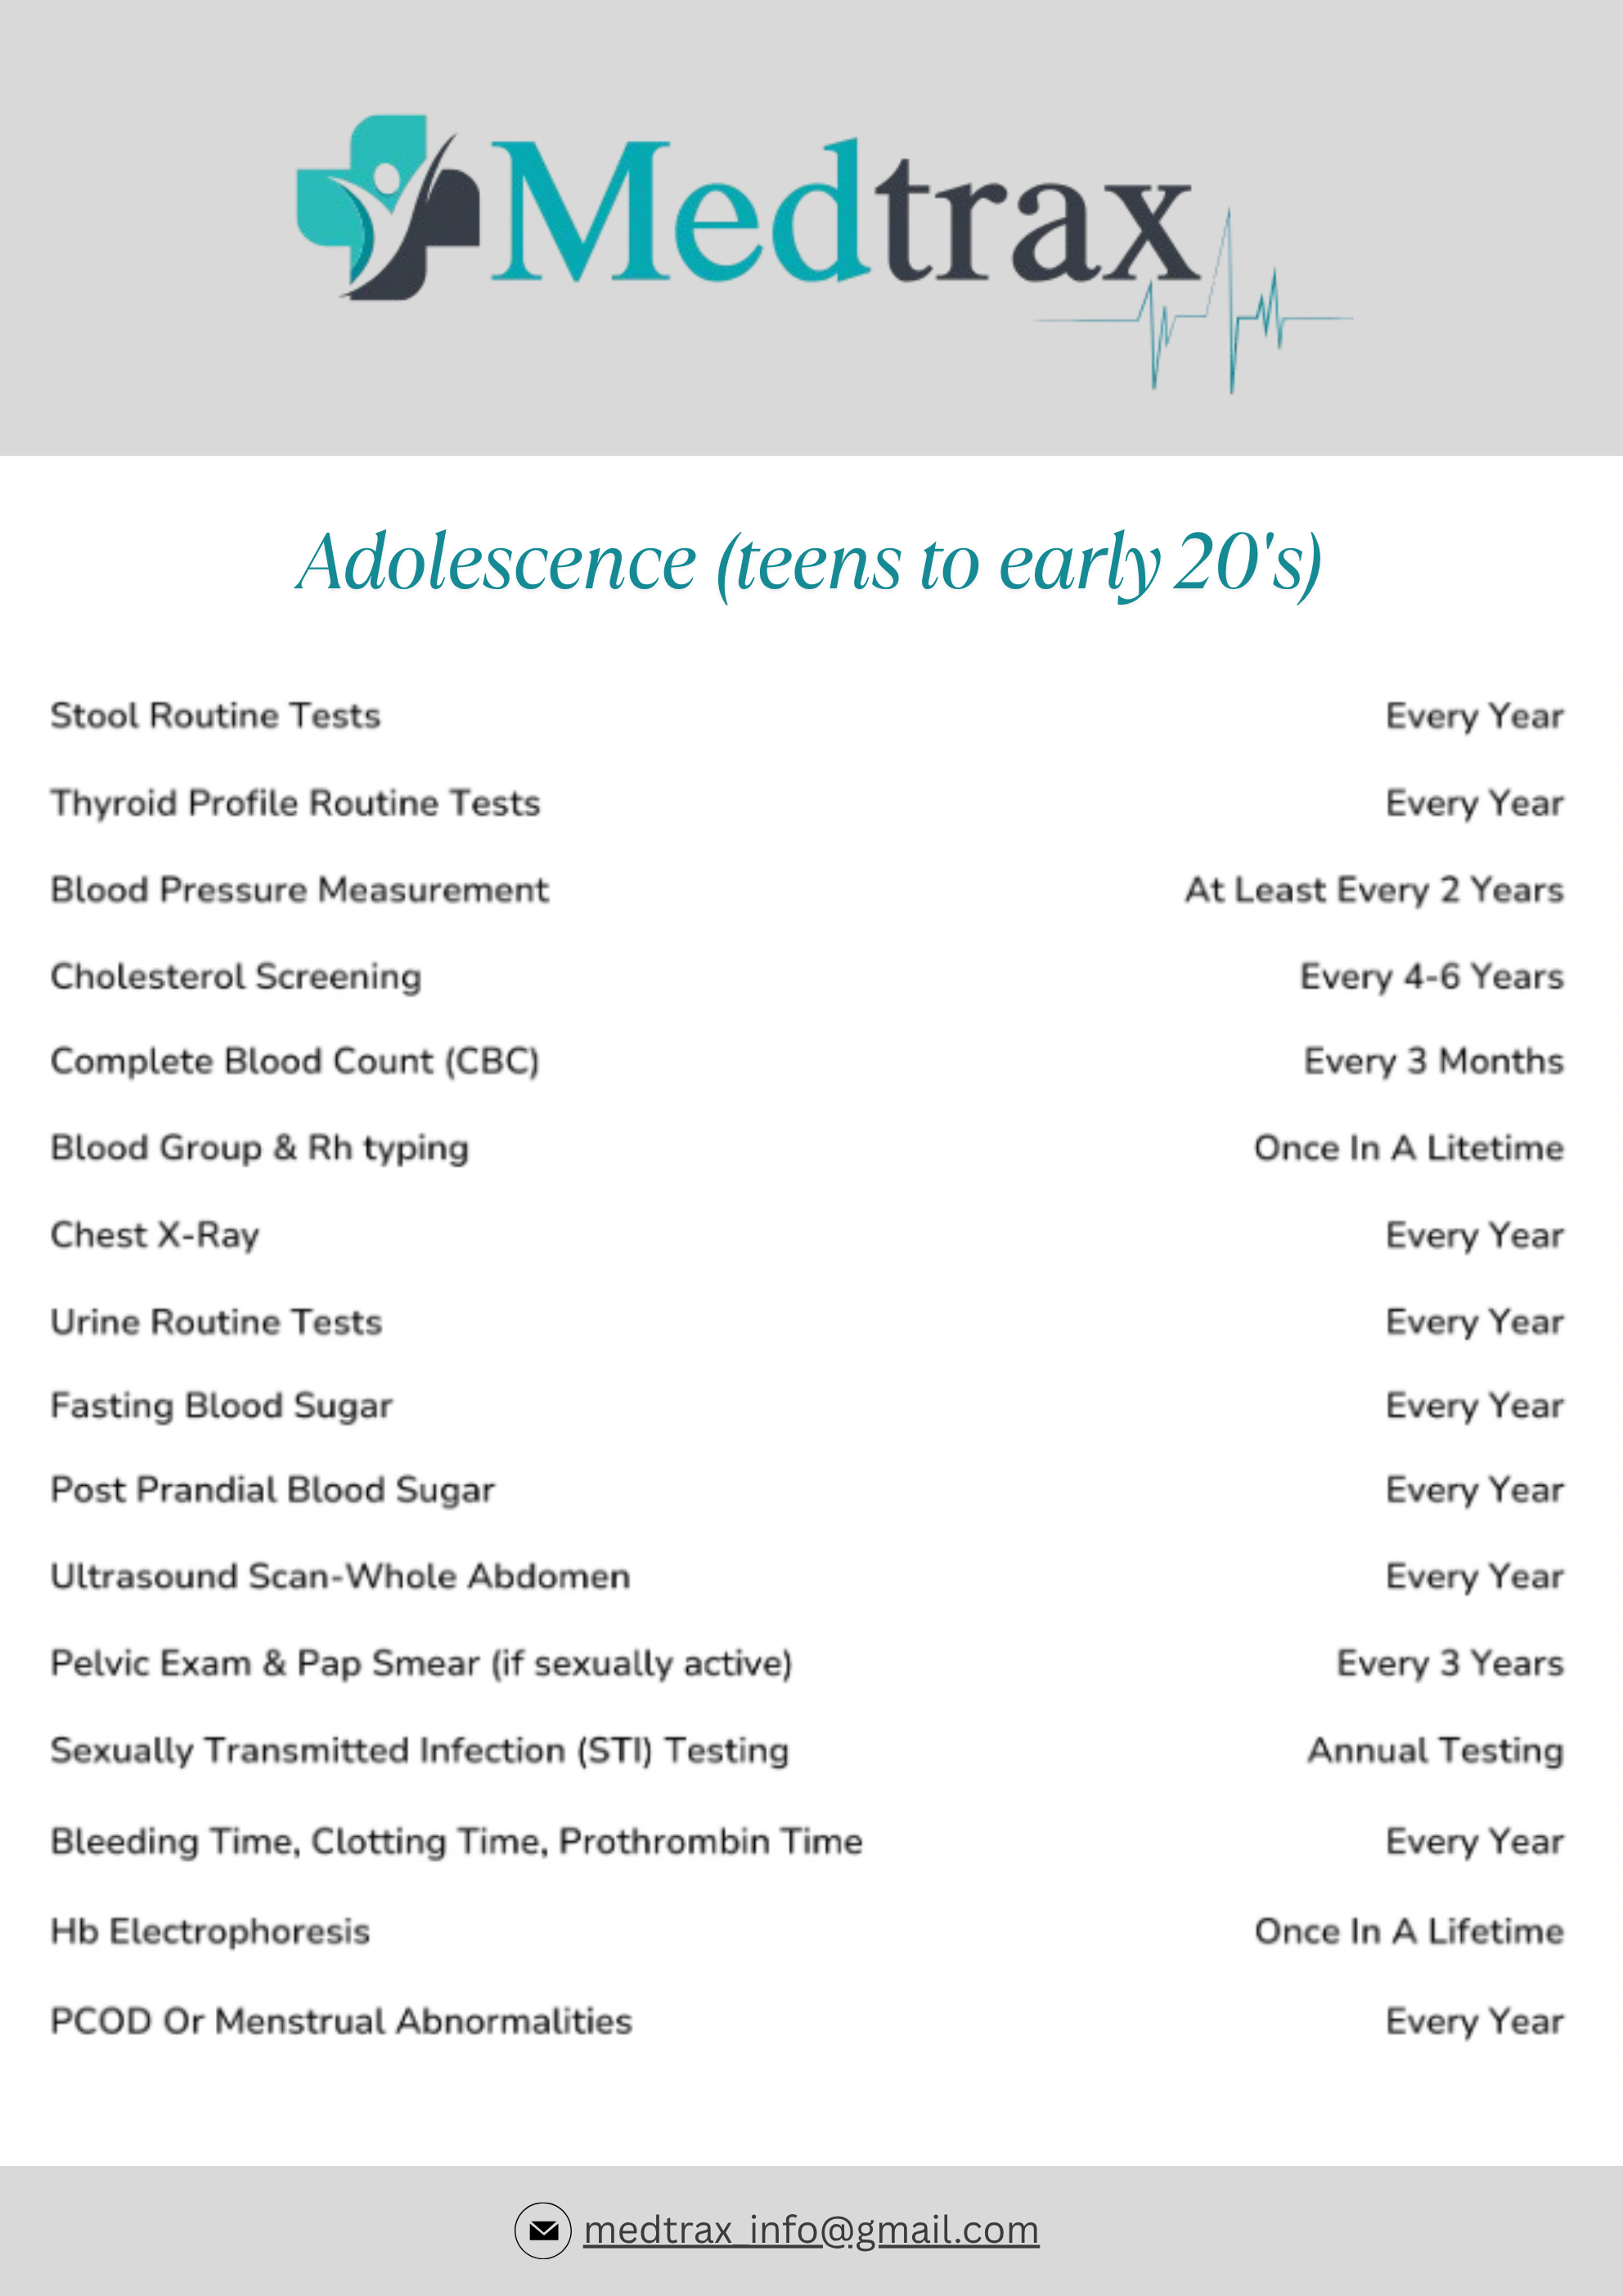 Medtrax
Adolescence (teens to early 20's)
Stool Routine Tests Every Year
Thyroid Profile Routine Tests Every Year
Blood Pressure Measurement At Least Every 2 Years
Cholesterol Screening Every 4-6 Years
Complete Blood Count (CBC) Every 3 Months
Blood Group & Rh typing Once In A Litetime
Chest X-Ray Every Year
Urine Routine Tests Every Year
Fasting Blood Sugar Every Year
Post Prandial Blood Sugar Every Year
Ultrasound Scan-Whole Abdomen Every Year
Pelvic Exam & Pap Smear (if sexually active) Every 3 Years
Sexually Transmitted Infection (STI) Testing Annual Testing
Bleeding Time, Clotting Time, Prothrombin Time Every Year
Hb Electrophoresis Once In A Lifetime
PCOD Or Menstrual Abnormalities Every Year
medtrax_info@gmail.com